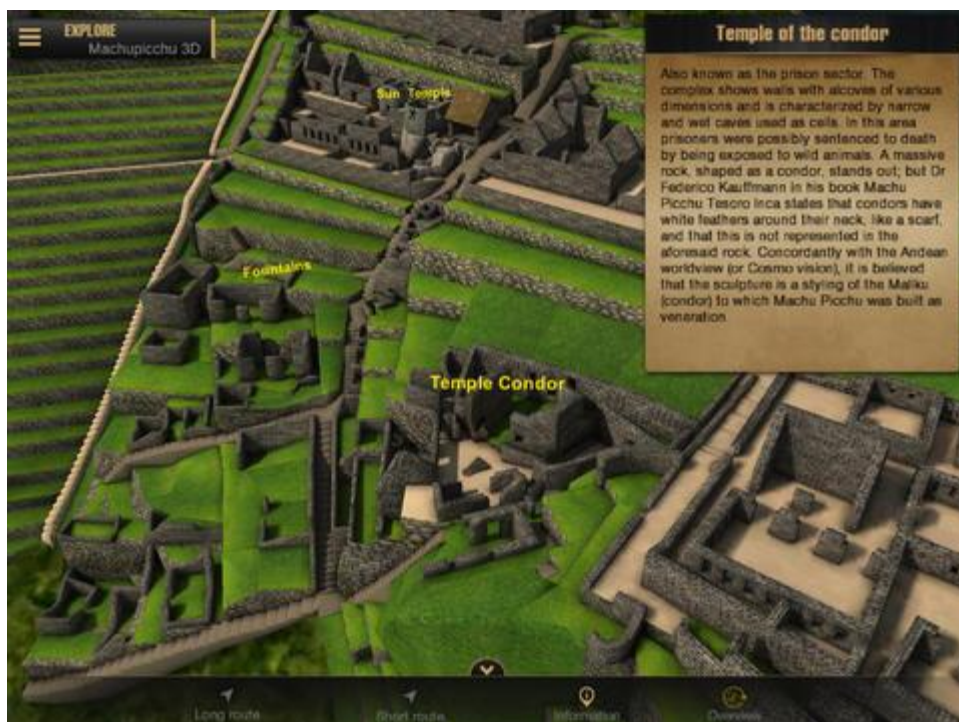 EXPLORE
Machupicchu 3D
Temple of the condor
Also known as the prison sector. The
complex shows walls with alcoves of various
dimensions and is characterized by narrow
and wet caves used as cells. In this area
prisoners were possibly sentenced to death
by being exposed to wild animals. A massive
rock, shaped as a condor, stands out; but Dr
Federico Kauffmann in his book Machu
Picchu Tesoro Inca states that condors have
white feathers around their neck, like a scarf,
and that this is not represented in the
aforesaid rock. Concordantly with the Andean
worldview (or Cosmo vision), it is believed
that the sculpture is a styling of the Mallku
(condor) to which Machu Picchu was built as
veneration
Sun Temple
Fountains
Temple Condor
Long route
Short route
Information
Overview